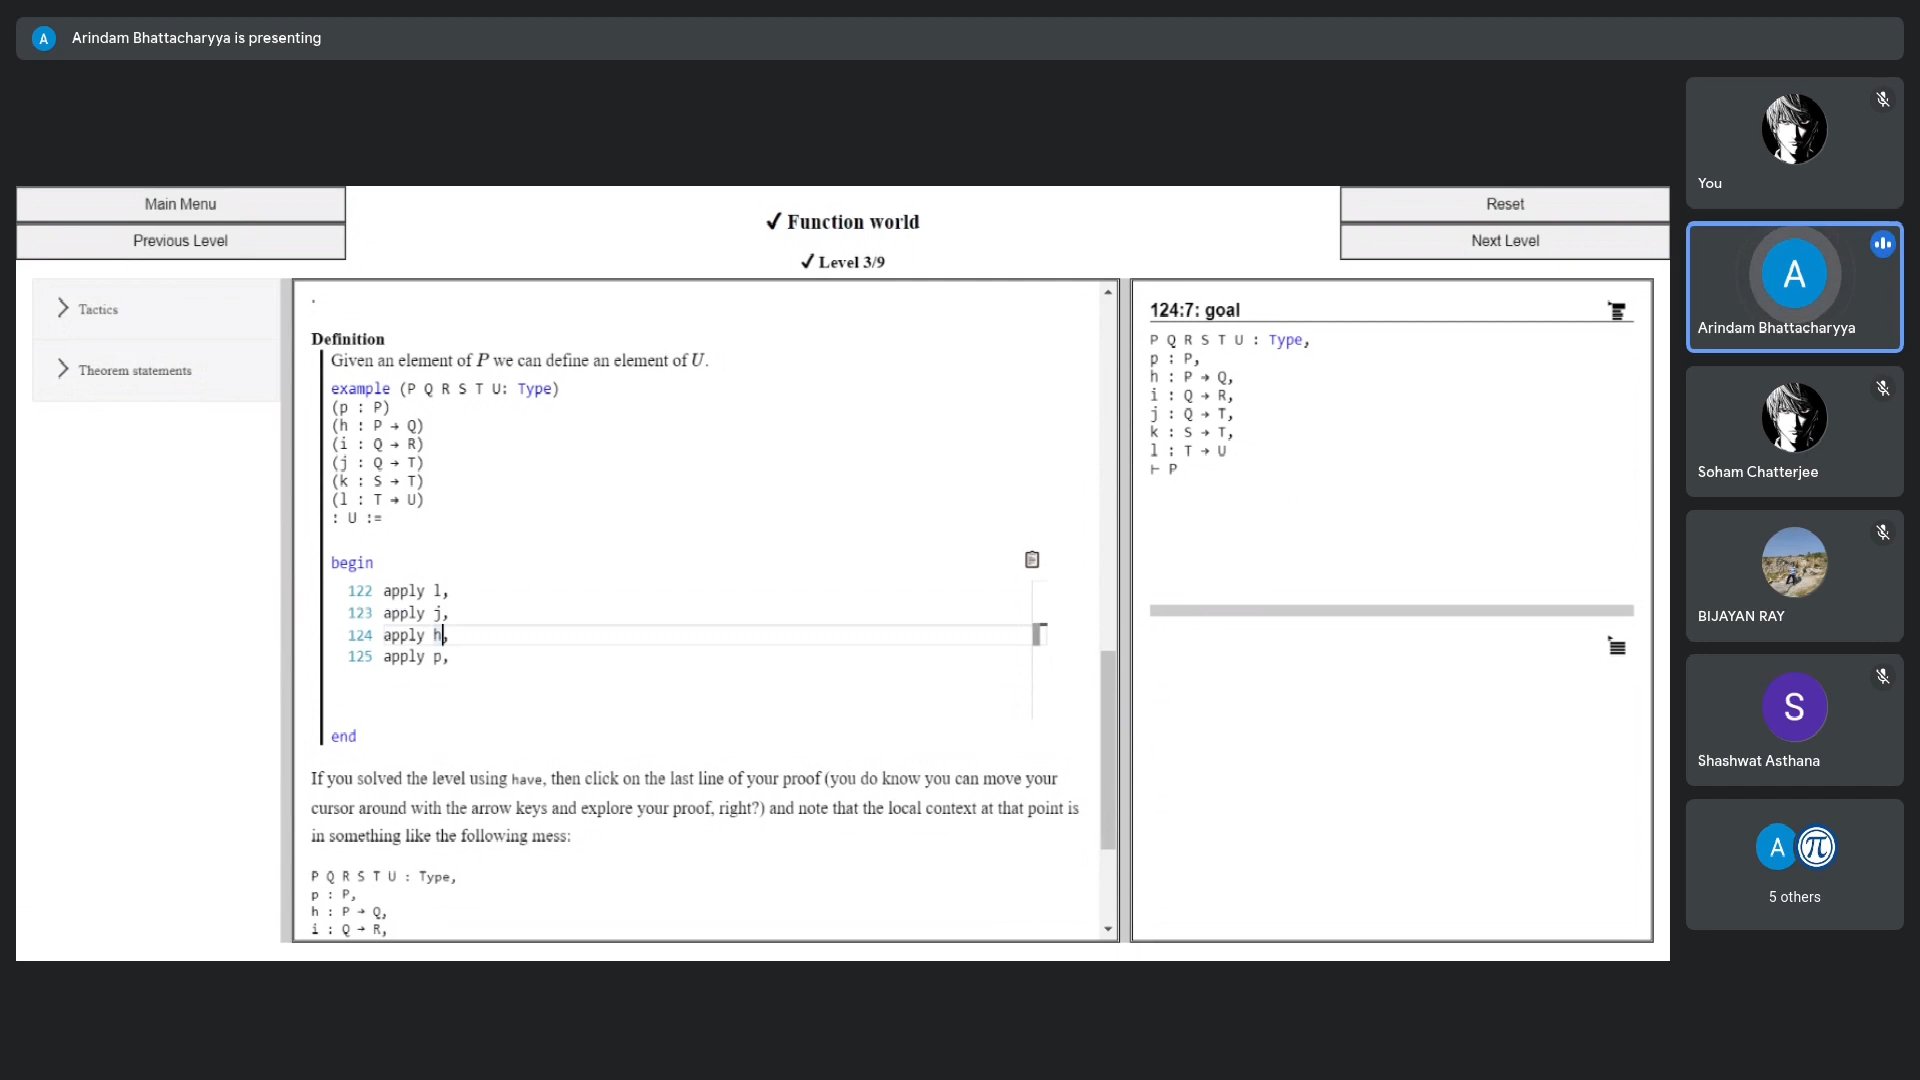 A Arindam Bhattacharyya is presenting
Main Menu
Previous Level
✓ Function world
✓ Level 3/9
Reset
Next Level
Tactics
Theorem statements
.
Definition
Given an element of P we can define an element of U.
example (P Q R S T U: Type)
(p : P)
(h : P → Q)
(i : Q → R)
(j : Q → T)
(k : S → T)
(l : T → U)
: U :=
begin
122 apply l,
123 apply j,
124 apply h,
125 apply p,
end
If you solved the level using have, then click on the last line of your proof (you do know you can move your
cursor around with the arrow keys and explore your proof, right?) and note that the local context at that point is
in something like the following mess:
P Q R S T U : Type,
p : P,
h : P → Q,
i : Q → R,
124:7: goal
P Q R S T U : Type,
p : P,
h : P → Q,
i : Q → R,
j : Q → T,
k : S → T,
l : T → U
⊢ P
You
A
Arindam Bhattacharyya
Soham Chatterjee
BIJAYAN RAY
S
Shashwat Asthana
A π
5 others